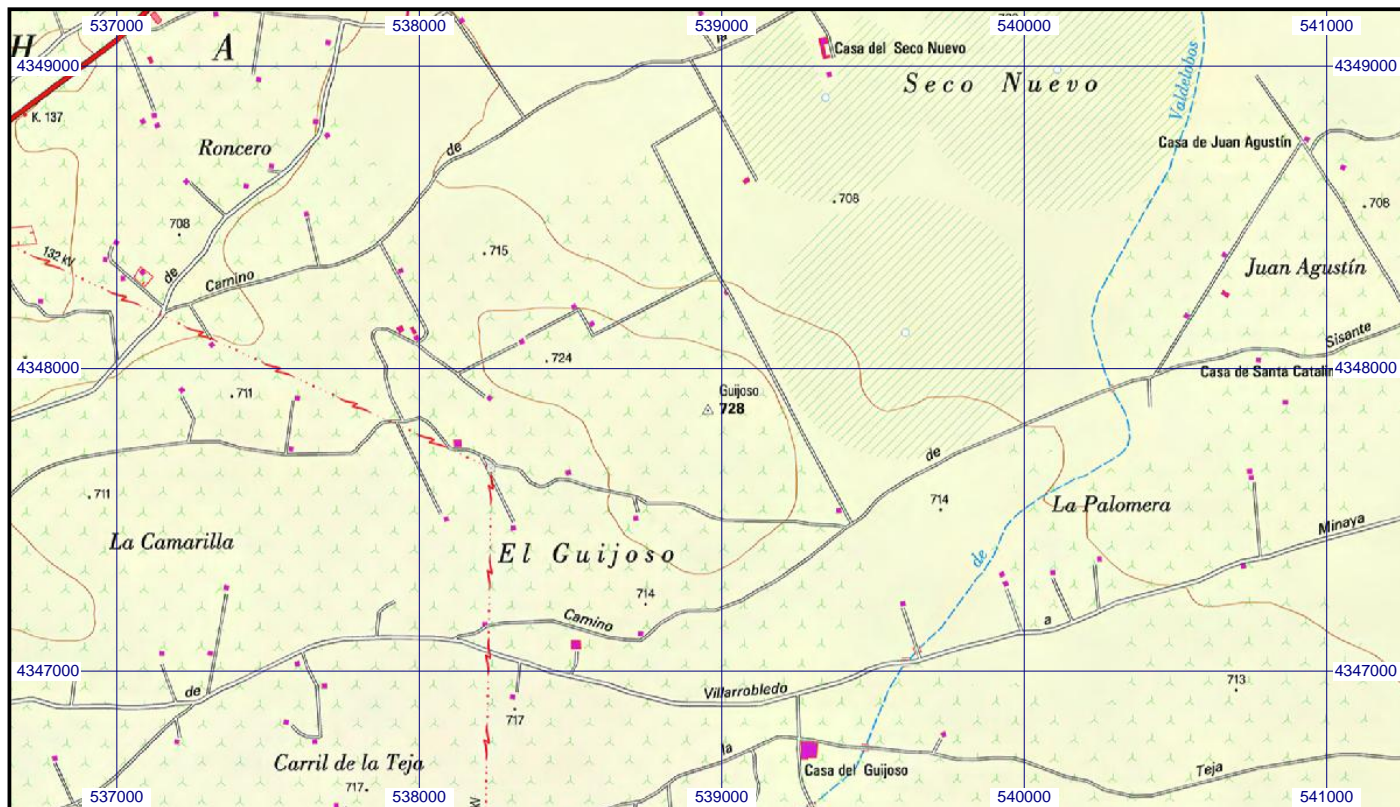 537000
538000
539000
540000
541000
H A
Casa del Seco Nuevo
4349000
4349000
Seco Nuevo
Valdelobos
K. 137
Roncero
de
Casa de Juan Agustín
708
708
708
715
132 kV
de
Camino
Juan Agustín
Sisante
724
4348000
4348000
Casa de Santa Catalin
711
Guijoso
728
de
711
714
La Palomera
Minaya
La Camarilla
El Guijoso
de
714
Camino
a
4347000
4347000
de
Villarrobledo
713
717
la
Carril de la Teja
Casa del Guijoso
Teja
717
kV
537000
538000
539000
540000
541000